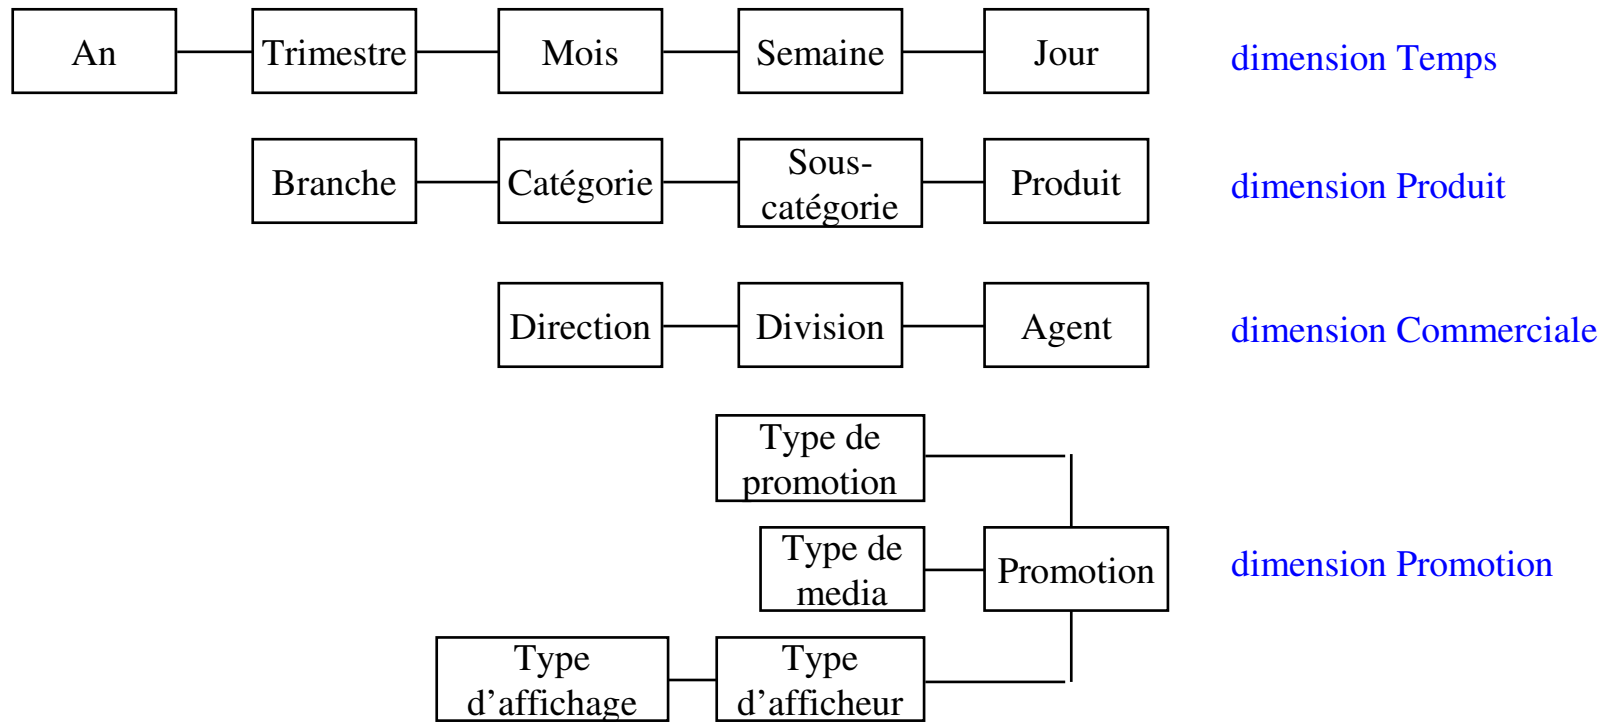 An Trimestre Mois Semaine Jour dimension Temps
Branche Catégorie Sous-
catégorie Produit dimension Produit
Direction Division Agent dimension Commerciale
Type de
promotion
Type de
media
Promotion dimension Promotion
Type
d’affichage
Type
d’afficheur